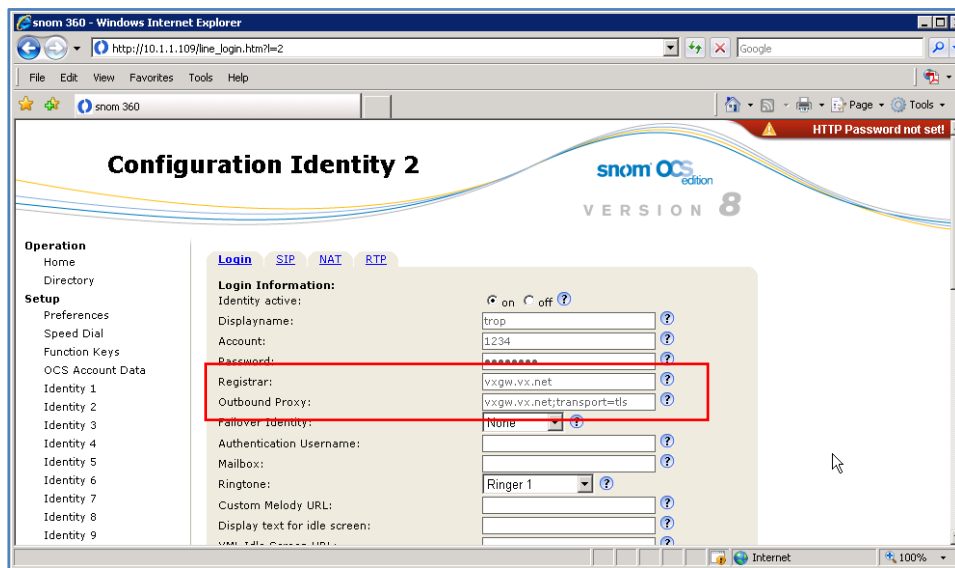 snom 360 - Windows Internet Explorer
http://10.1.1.109/line_login.htm?l=2
Google
File Edit View Favorites Tools Help
snom 360
Page Tools
HTTP Password not set!
Configuration Identity 2
snom OCS edition
VERSION 8
Operation
Home
Directory
Setup
Preferences
Speed Dial
Function Keys
OCS Account Data
Identity 1
Identity 2
Identity 3
Identity 4
Identity 5
Identity 6
Identity 7
Identity 8
Identity 9
Login SIP NAT RTP
Login Information:
Identity active: on off ?
Displayname: trop ?
Account: 1234 ?
Password: •••••••• ?
Registrar: vxgw.vx.net ?
Outbound Proxy: vxgw.vx.net;transport=tls ?
Failover Identity: None ?
Authentication Username: ?
Mailbox: ?
Ringtone: Ringer 1 ?
Custom Melody URL: ?
Display text for idle screen: ?
XML Idle Screen URL: ?
Internet 100%